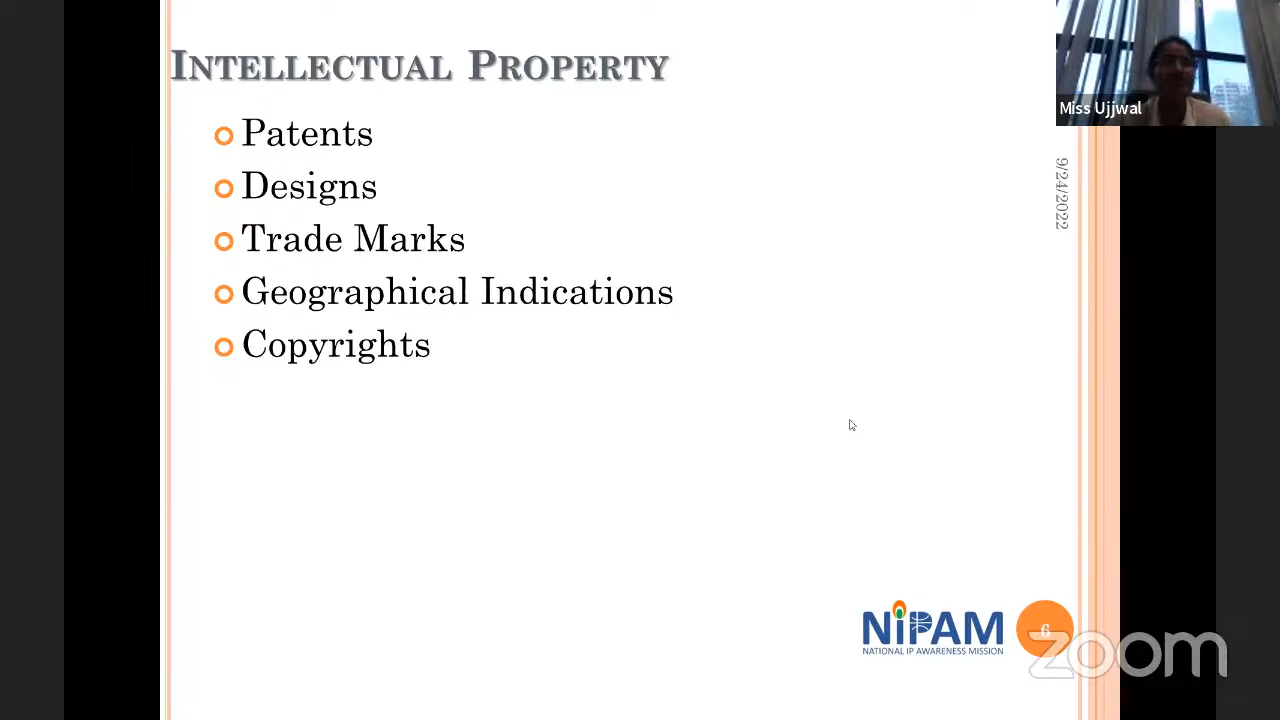 INTELLECTUAL PROPERTY
Patents
Designs
Trade Marks
Geographical Indications
Copyrights
Miss Ujjwal
9/24/2022
NiPAM
NATIONAL IP AWARENESS MISSION
6
zoom